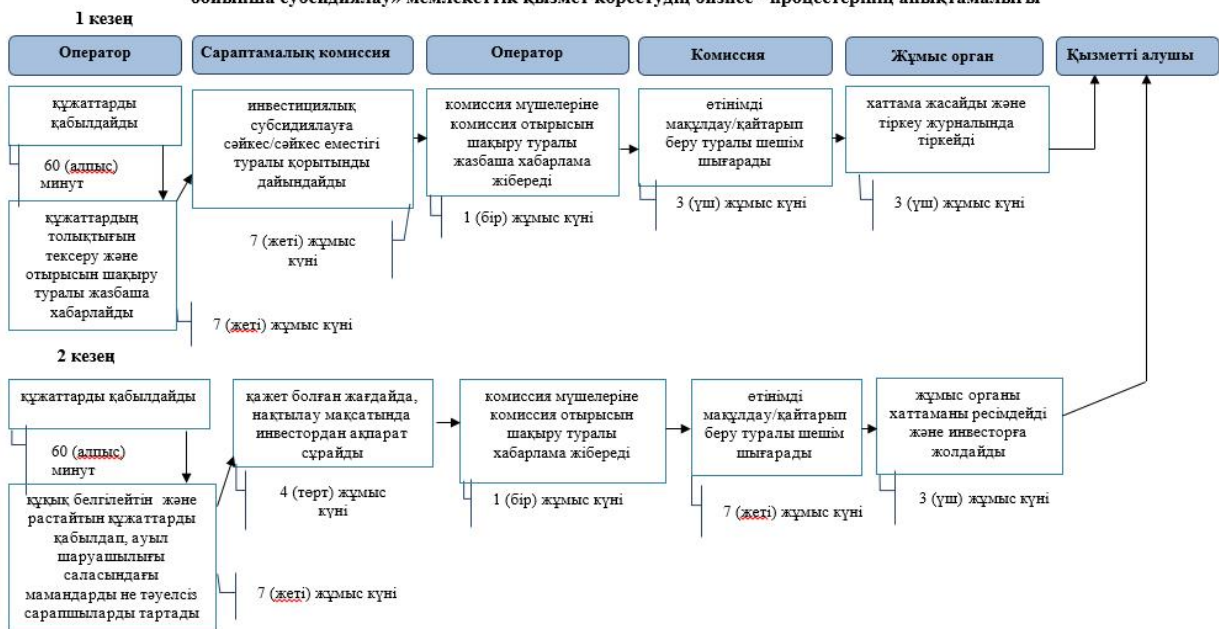 бойынша субсидиялау» мемлекеттік қызмет көрсетудің бизнес - процестерінің анықтамалығы
1 кезең
Оператор
Сараптамалық комиссия
Оператор
Комиссия
Жұмыс орган
Қызметті алушы
құжаттарды
қабылдайды
60 (алпыс)
минут
құжаттардың
толықтығын
тексеру және
отырысын шақыру
туралы жазбаша
хабарлайды
7 (жеті) жұмыс күні
инвестициялық
субсидиялауға
сәйкес/сәйкес еместігі
туралы қорытынды
дайындайды
7 (жеті) жұмыс
күні
комиссия мүшелеріне
комиссия отырысын
шақыру туралы
жазбаша хабарлама
жібереді
1 (бір) жұмыс күні
өтінімді
мақұлдау/қайтарып
беру туралы шешім
шығарады
3 (үш) жұмыс күні
хаттама жасайды және
тіркеу журналында
тіркейді
3 (үш) жұмыс күні
2 кезең
құжаттарды қабылдайды
60 (алпыс)
минут
құқық белгілейтін және
растайтын құжаттарды
қабылдап, ауыл
шаруашылығы
саласындағы
мамандарды не тәуелсіз
сарапшыларды тартады
7 (жеті) жұмыс күні
қажет болған жағдайда,
нақтылау мақсатында
инвестордан ақпарат
сұрайды
4 (төрт) жұмыс
күні
комиссия мүшелеріне
комиссия отырысын
шақыру туралы
хабарлама жібереді
1 (бір) жұмыс күні
өтінімді
мақұлдау/қайтарып
беру туралы шешім
шығарады
7 (жеті) жұмыс күні
жұмыс органы
хаттаманы ресімдейді
және инвесторға
жолдайды
3 (үш) жұмыс күні